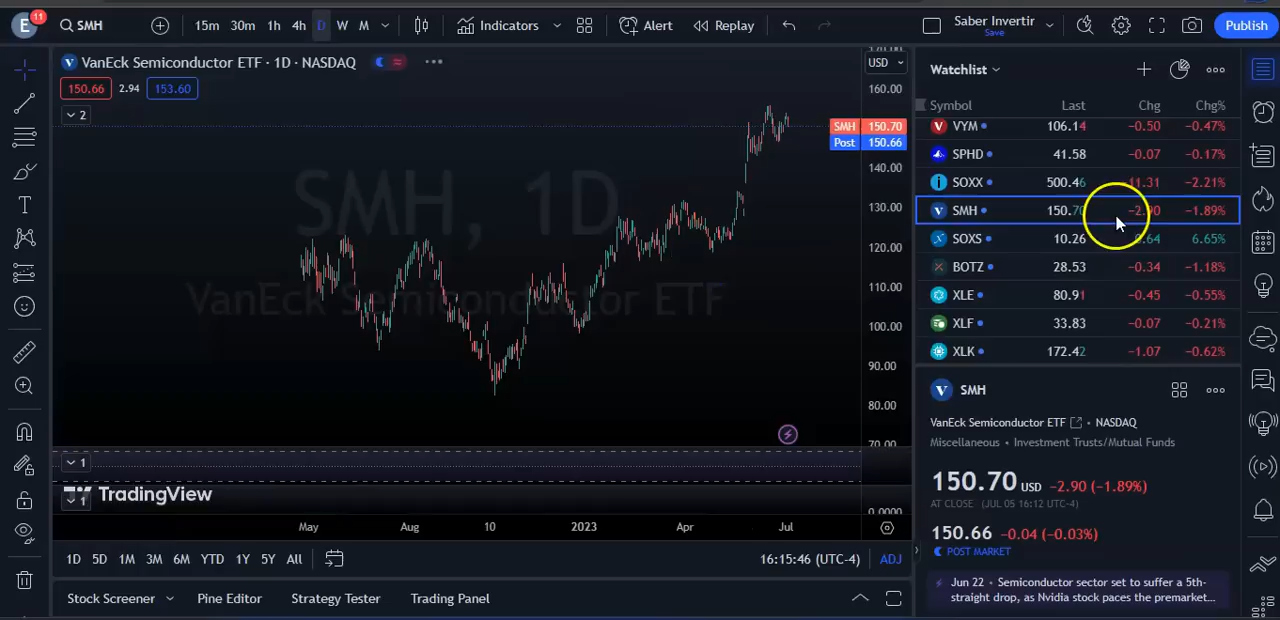 E 11 SMH 15m 30m 1h 4h D W M Indicators Alert Replay Saber Invertir Save Publish
VanEck Semiconductor ETF · 1D · NASDAQ
150.66 2.94 153.60
2
SMH, 1D
VanEck Semiconductor ETF
USD
160.00
SMH 150.70
Post 150.66
140.00
130.00
120.00
110.00
100.00
90.00
80.00
70.00
1
1
TradingView
0.0000
May Aug 10 2023 Apr Jul
1D 5D 1M 3M 6M YTD 1Y 5Y All 16:15:46 (UTC-4) ADJ
Stock Screener Pine Editor Strategy Tester Trading Panel
Watchlist
Symbol Last Chg Chg%
VYM 106.14 −0.50 −0.47%
SPHD 41.58 −0.07 −0.17%
SOXX 500.46 −11.31 −2.21%
SMH 150.70 −2.90 −1.89%
SOXS 10.26 0.64 6.65%
BOTZ 28.53 −0.34 −1.18%
XLE 80.91 −0.45 −0.55%
XLF 33.83 −0.07 −0.21%
XLK 172.42 −1.07 −0.62%
SMH
VanEck Semiconductor ETF • NASDAQ
Miscellaneous • Investment Trusts/Mutual Funds
150.70 USD −2.90 (−1.89%)
AT CLOSE (JUL 05 16:12 UTC-4)
150.66 −0.04 (−0.03%)
POST MARKET
Jun 22 • Semiconductor sector set to suffer a 5th-
straight drop, as Nvidia stock paces the premarket...